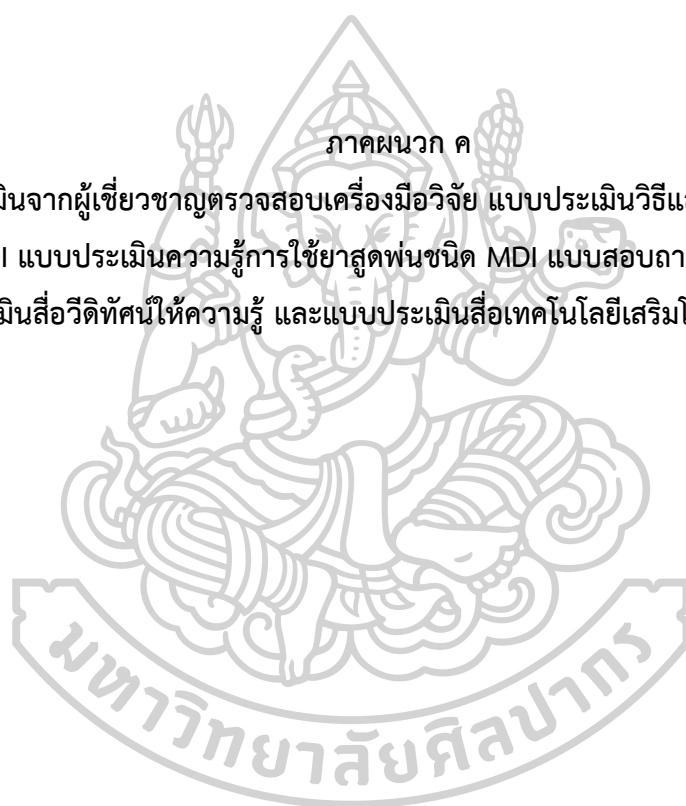 ภาคผนวก ค
มินจากผู้เชี่ยวชาญตรวจสอบเครื่องมือวิจัย แบบประเมินวิธีแ
I แบบประเมินความรู้การใช้ยาสูดพ่นชนิด MDI แบบสอบถา
มินสื่อวีดิทัศน์ให้ความรู้ และแบบประเมินสื่อเทคโนโลยีเสริมโ
มหาวิทยาลัยศิลปากร